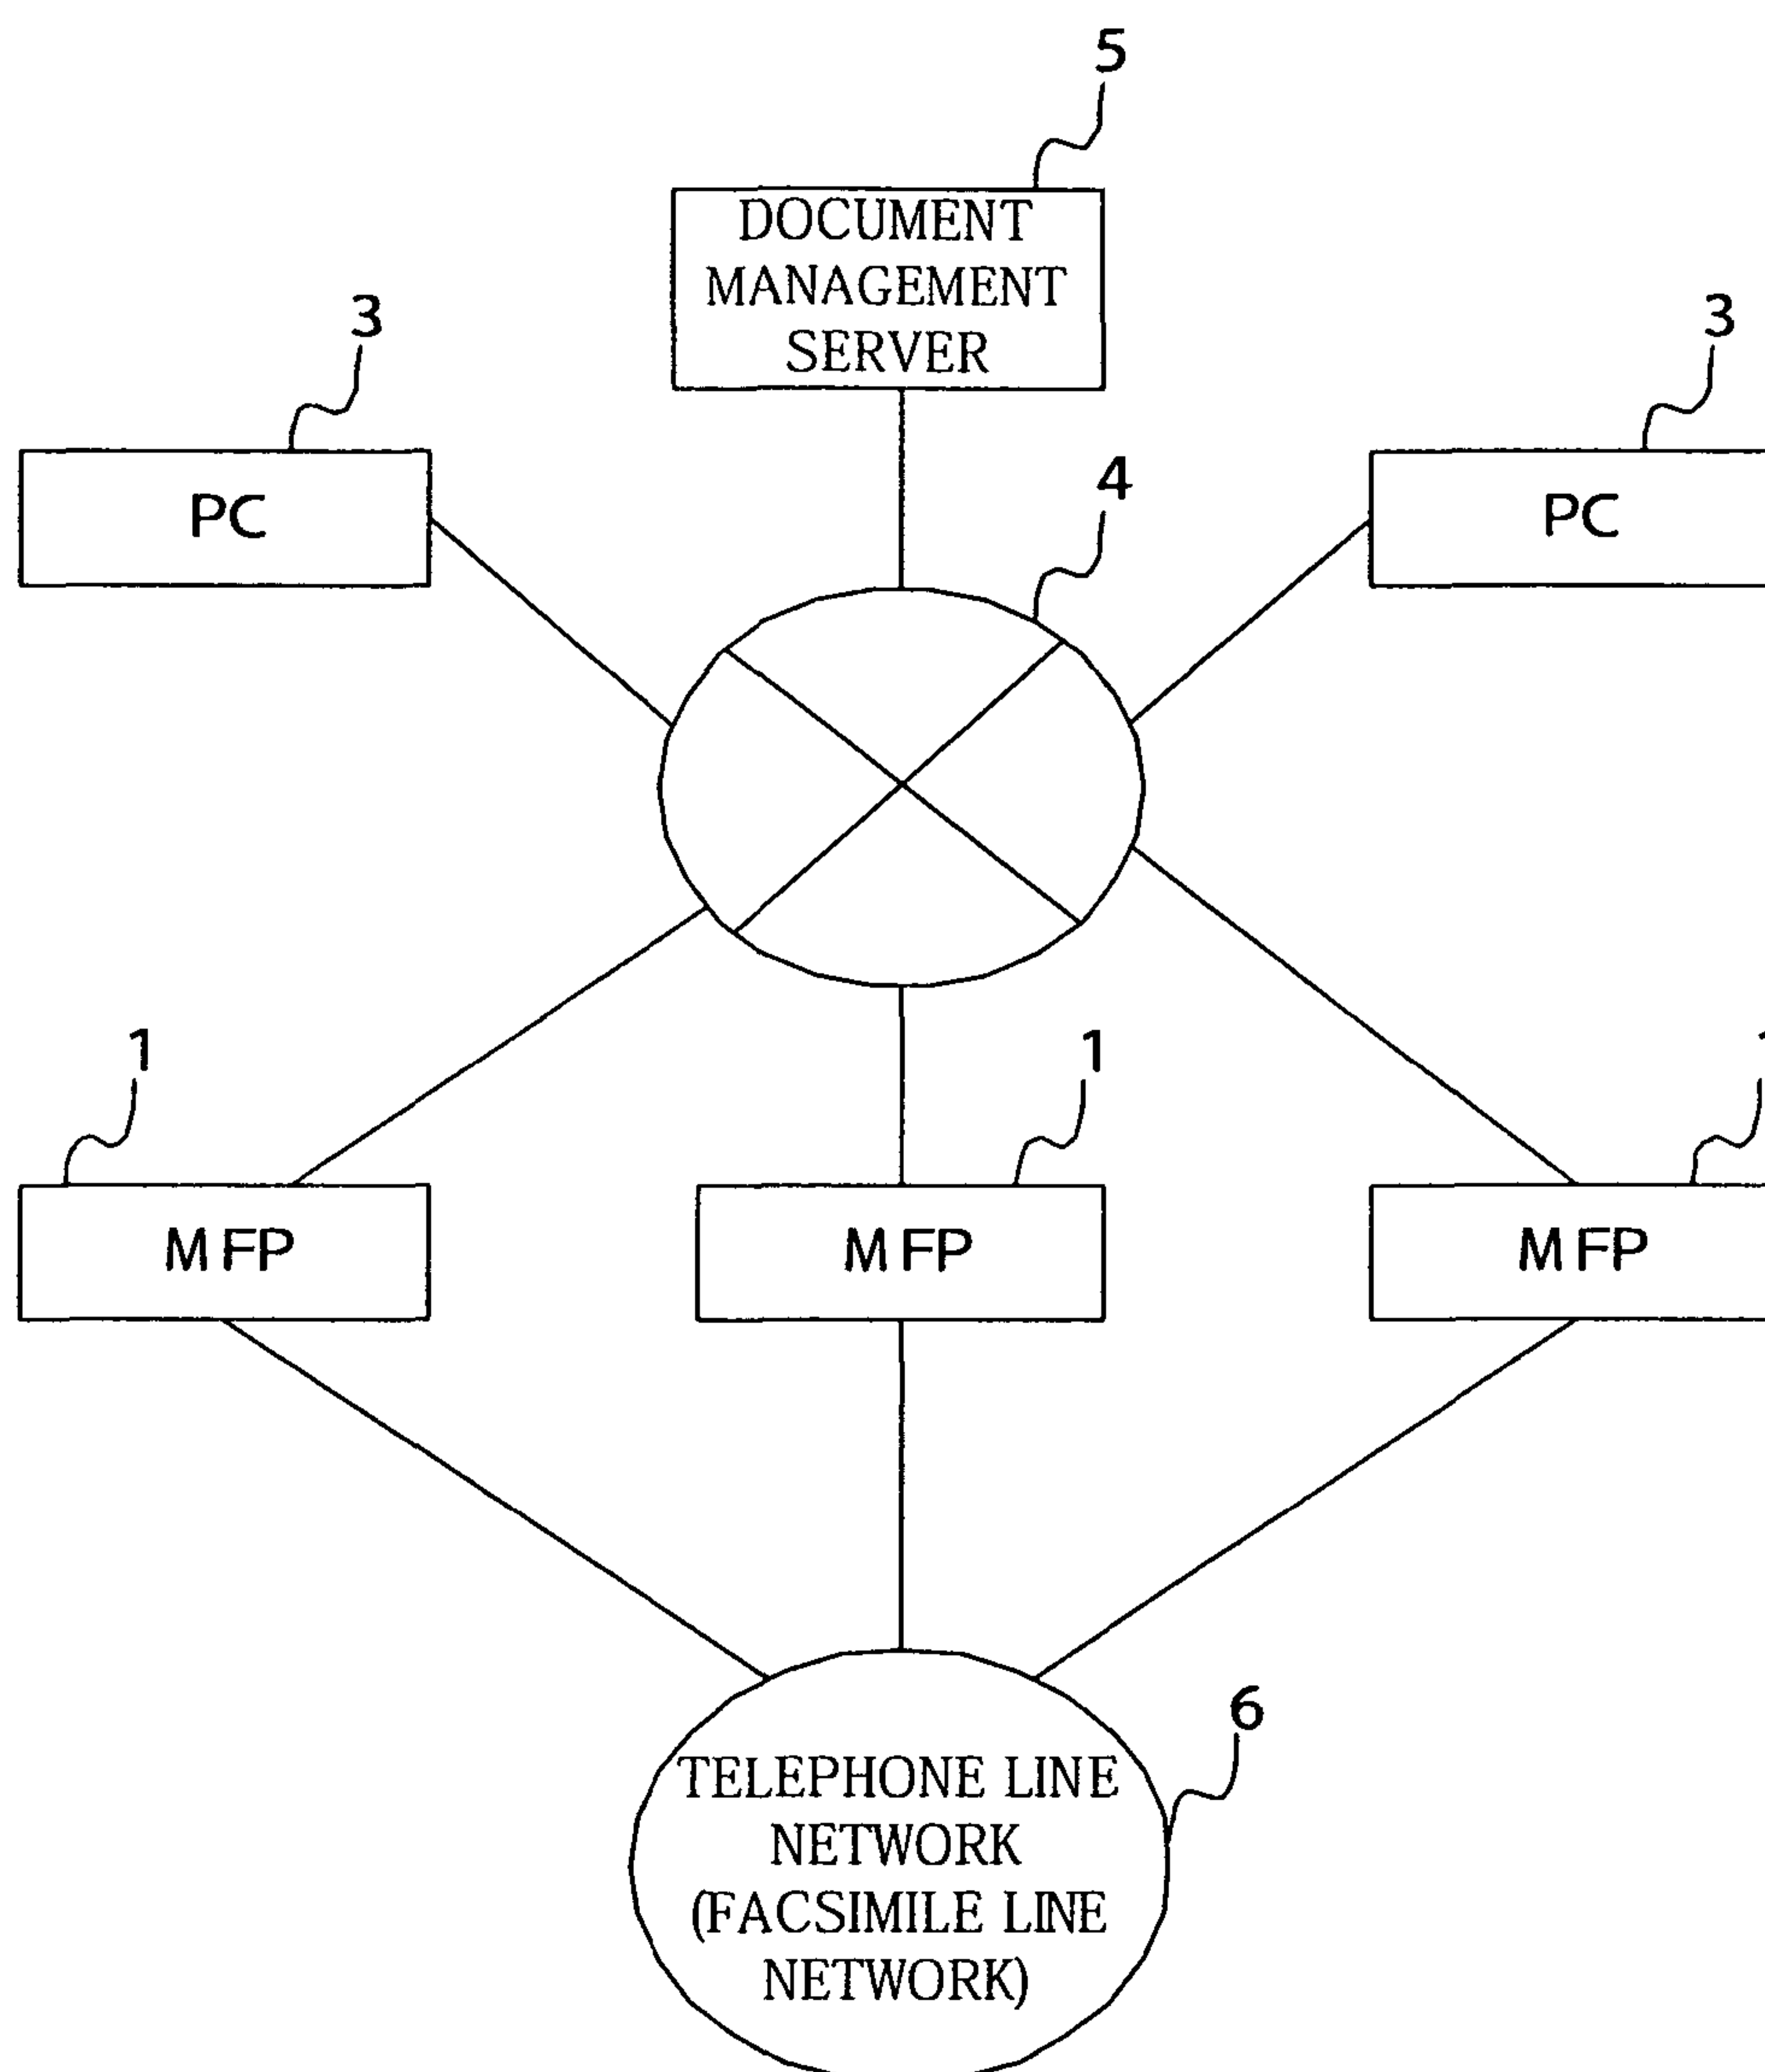 5
DOCUMENT
MANAGEMENT
SERVER
3
3
PC
PC
4
1
1
1
MFP
MFP
MFP
6
TELEPHONE LINE
NETWORK
(FACSIMILE LINE
NETWORK)